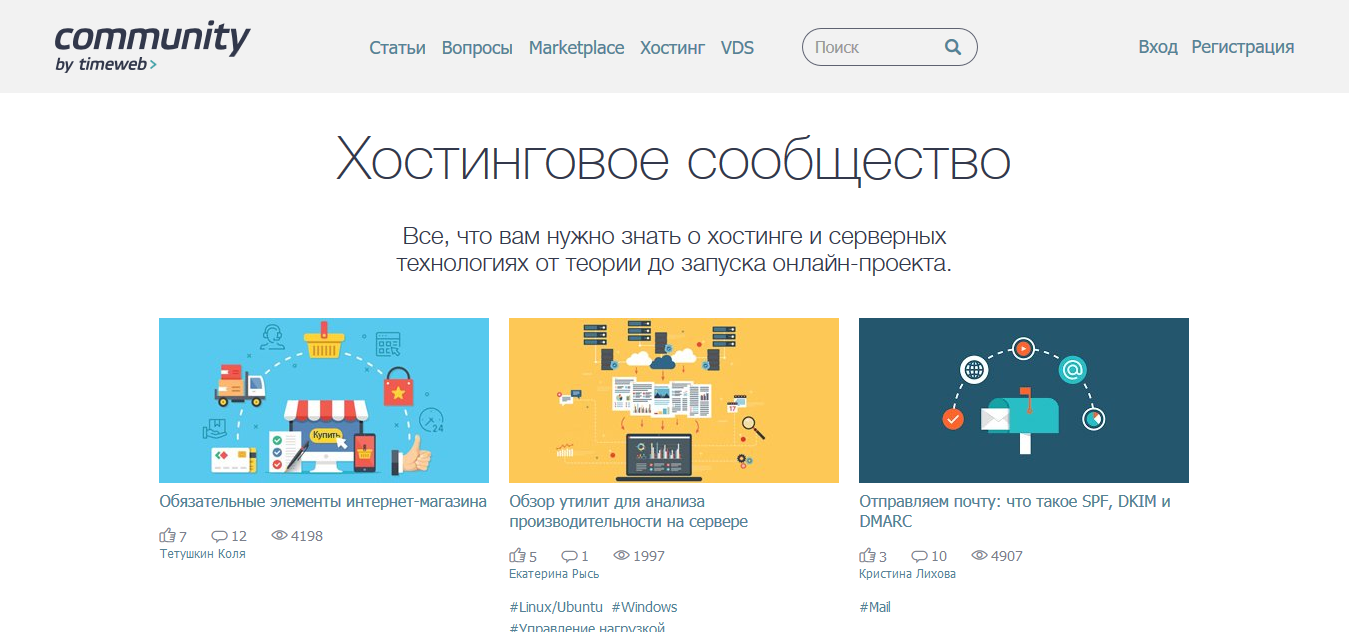 community
by timeweb>
Статьи Вопросы Marketplace Хостинг VDS
Поиск
Вход Регистрация
Хостинговое сообщество
Все, что вам нужно знать о хостинге и серверных
технологиях от теории до запуска онлайн-проекта.
24
Купить
Обязательные элементы интернет-магазина
7 12 4198
Тетушкин Коля
17
Обзор утилит для анализа
производительности на сервере
5 1 1997
Екатерина Рысь
#Linux/Ubuntu #Windows
#Управление нагрузкой
@
Отправляем почту: что такое SPF, DKIM и
DMARC
3 10 4907
Кристина Лихова
#Mail